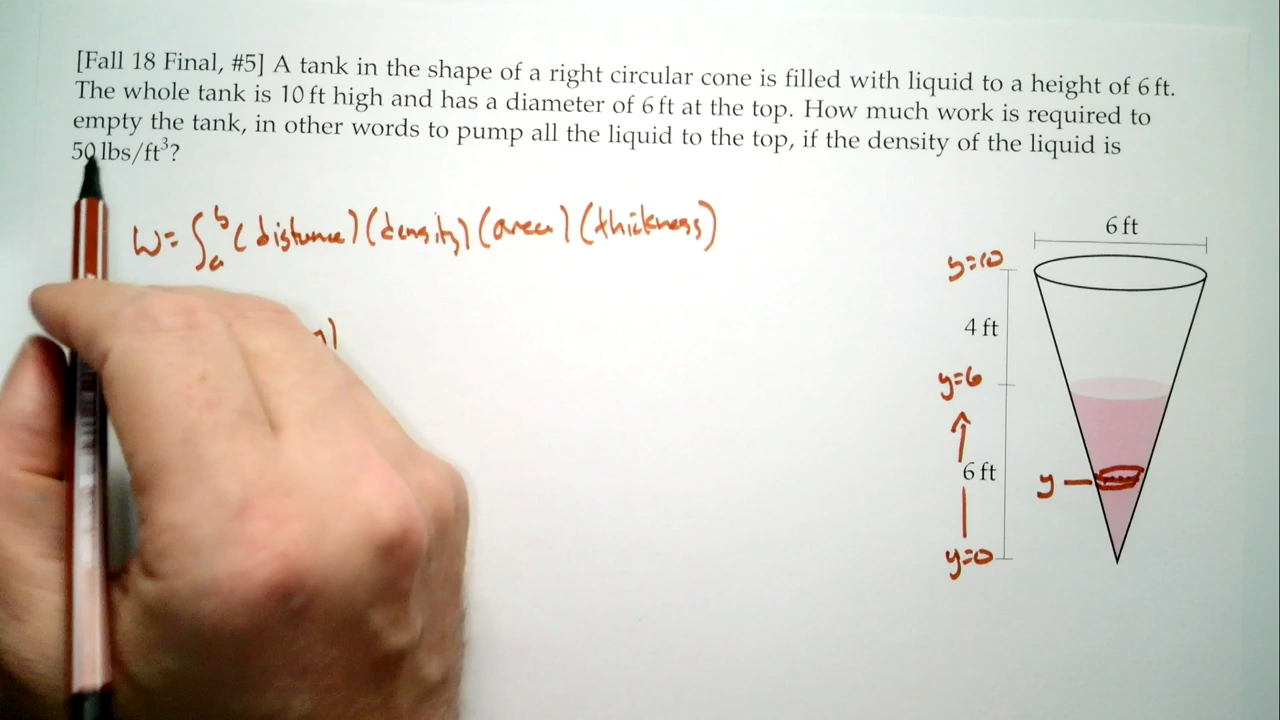 [Fall 18 Final, #5] A tank in the shape of a right circular cone is filled with liquid to a height of 6 ft.
The whole tank is 10 ft high and has a diameter of 6 ft at the top. How much work is required to
empty the tank, in other words to pump all the liquid to the top, if the density of the liquid is
50 lbs/ft³?
W = ∫_a^b (distance) (density) (area) (thickness)
6 ft
y=10
4 ft
y=6
6 ft
y
y=0